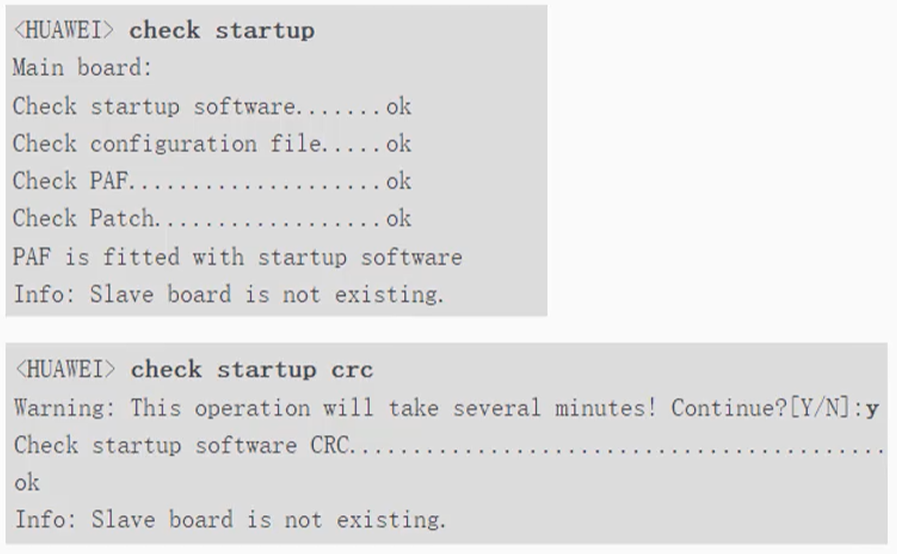 <HUAWEI> check startup
Main board:
Check startup software.......ok
Check configuration file.....ok
Check PAF....................ok
Check Patch..................ok
PAF is fitted with startup software
Info: Slave board is not existing.
<HUAWEI> check startup crc
Warning: This operation will take several minutes! Continue?[Y/N]:y
Check startup software CRC.........................................
ok
Info: Slave board is not existing.